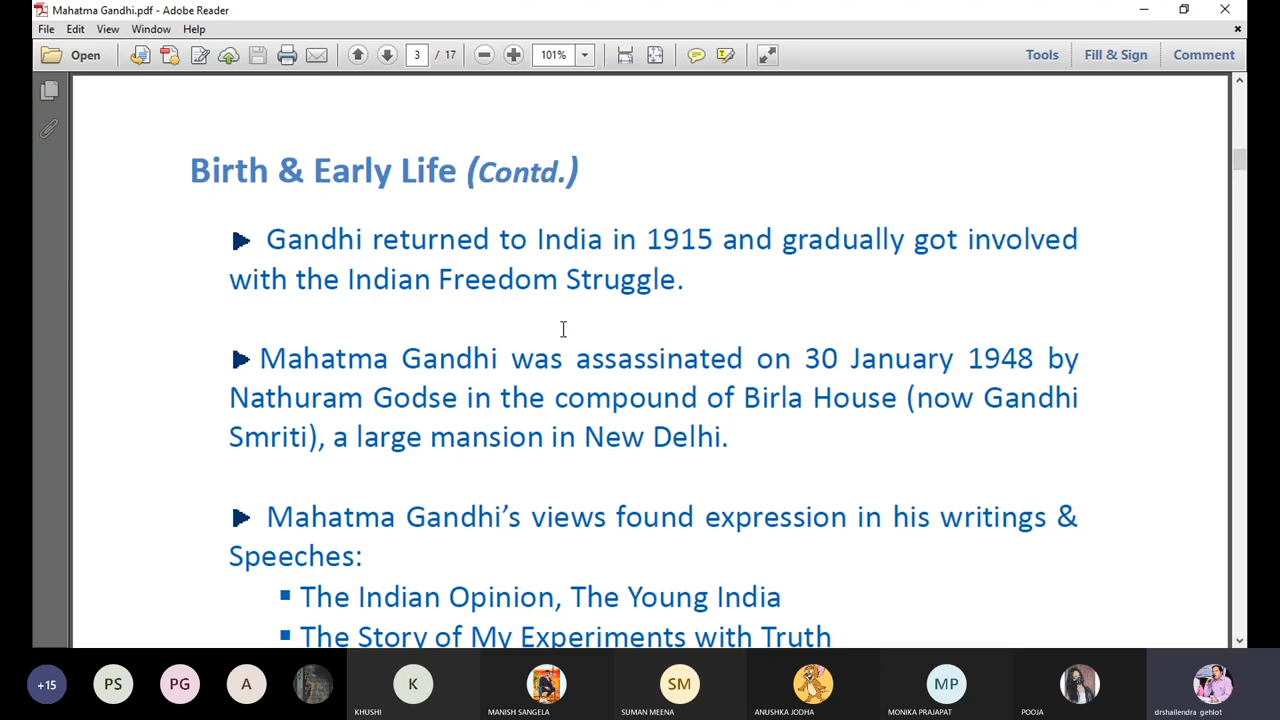 Mahatma Gandhi.pdf - Adobe Reader
File Edit View Window Help
Open 3 / 17 101% Tools Fill & Sign Comment
Birth & Early Life (Contd.)
Gandhi returned to India in 1915 and gradually got involved
with the Indian Freedom Struggle.
Mahatma Gandhi was assassinated on 30 January 1948 by
Nathuram Godse in the compound of Birla House (now Gandhi
Smriti), a large mansion in New Delhi.
Mahatma Gandhi’s views found expression in his writings &
Speeches:
The Indian Opinion, The Young India
The Story of My Experiments with Truth
+15 PS PG A K SM MP
KHUSHI MANISH SANGELA SUMAN MEENA ANUSHKA JODHA MONIKA PRAJAPAT POOJA drshailendra gehlot